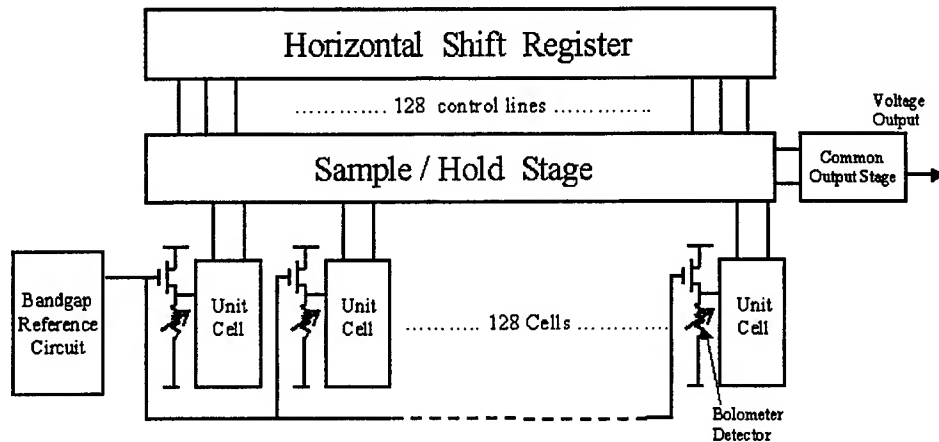 Horizontal Shift Register
............. 128 control lines ..............
Voltage
Output
Sample / Hold Stage
Common
Output Stage
Bandgap
Reference
Circuit
Unit
Cell
Unit
Cell
........... 128 Cells .............
Unit
Cell
Bolometer
Detector